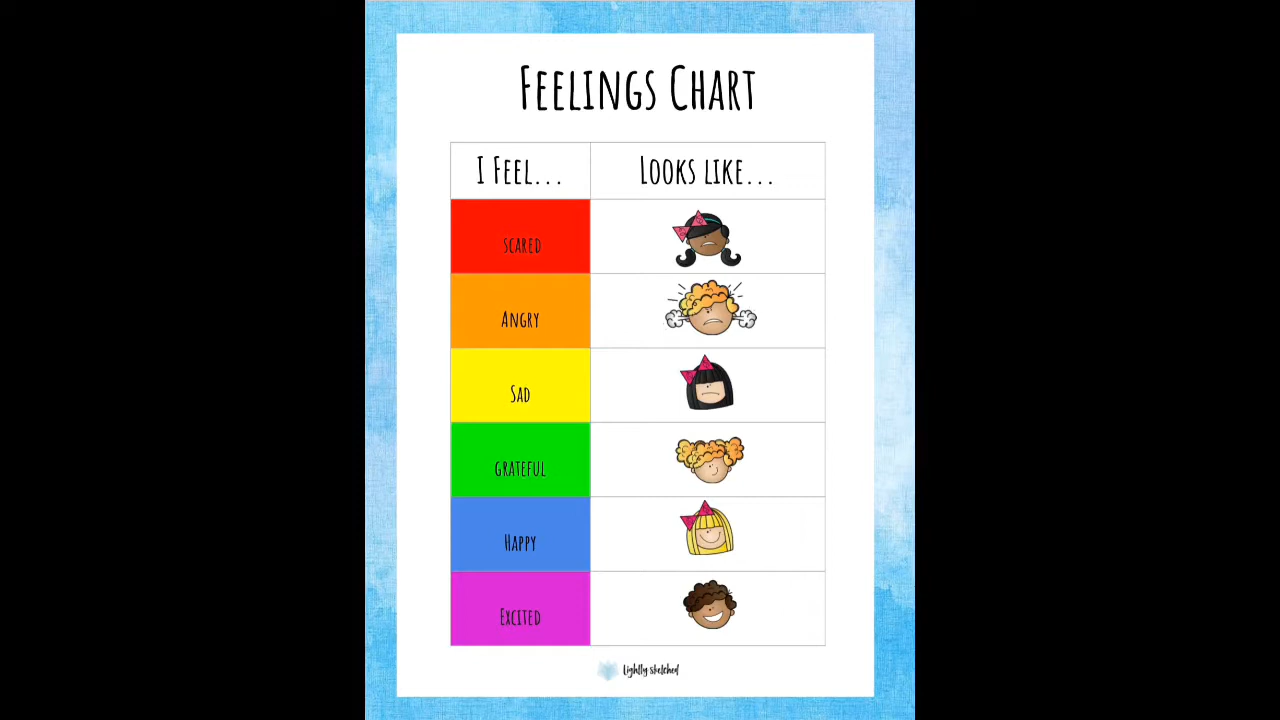 Feelings Chart
I Feel... Looks like...
scared
Angry
Sad
grateful
Happy
Excited
Lightly sketched